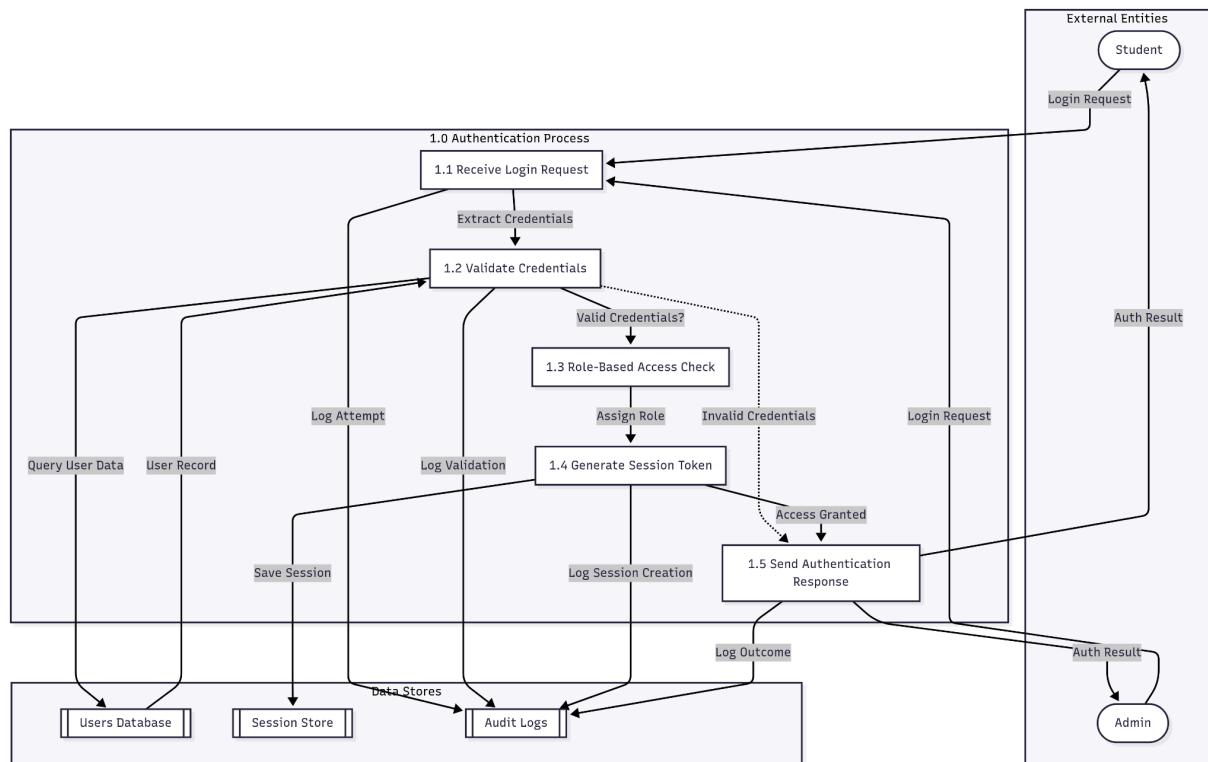 External Entities
Student
Login Request
1.0 Authentication Process
1.1 Receive Login Request
Extract Credentials
1.2 Validate Credentials
Valid Credentials?
Auth Result
1.3 Role-Based Access Check
Log Attempt
Assign Role
Invalid Credentials
Login Request
Query User Data
User Record
Log Validation
1.4 Generate Session Token
Access Granted
Save Session
Log Session Creation
1.5 Send Authentication
Response
Log Outcome
Auth Result
Data Stores
Users Database
Session Store
Audit Logs
Admin